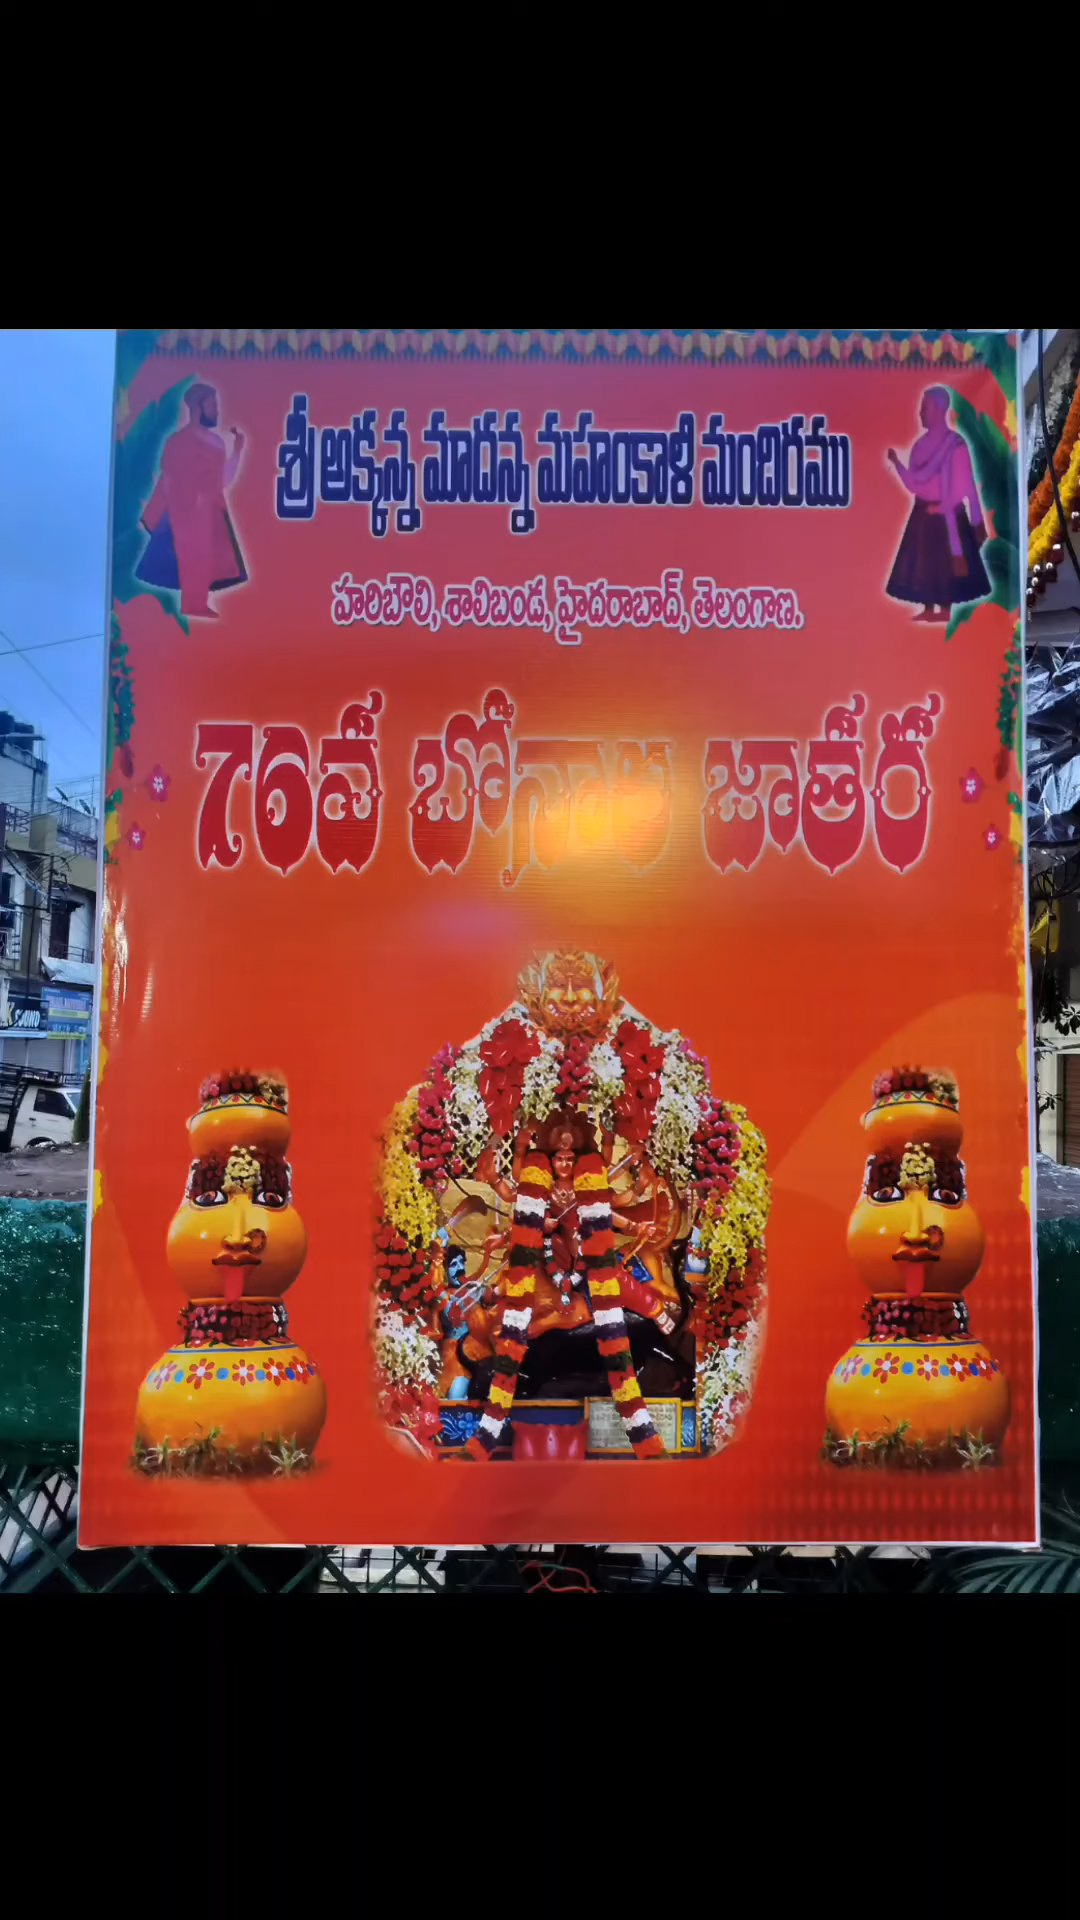 శ్రీ అక్కన్న మాదన్న మహంకాళి మందిరము
హరిబౌలి, శాలిబండ, హైదరాబాద్, తెలంగాణ.
76వ బోనాల జాతర